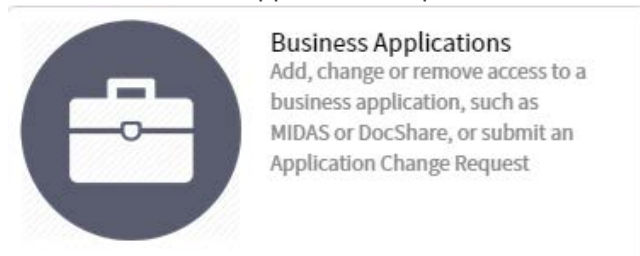 Business Applications
Add, change or remove access to a
business application, such as
MIDAS or DocShare, or submit an
Application Change Request